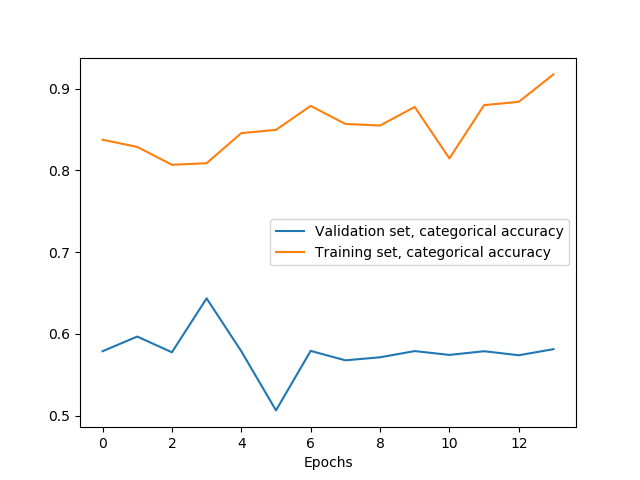 0.9
0.8
0.7
0.6
0.5
Validation set, categorical accuracy
Training set, categorical accuracy
0 2 4 6 8 10 12
Epochs